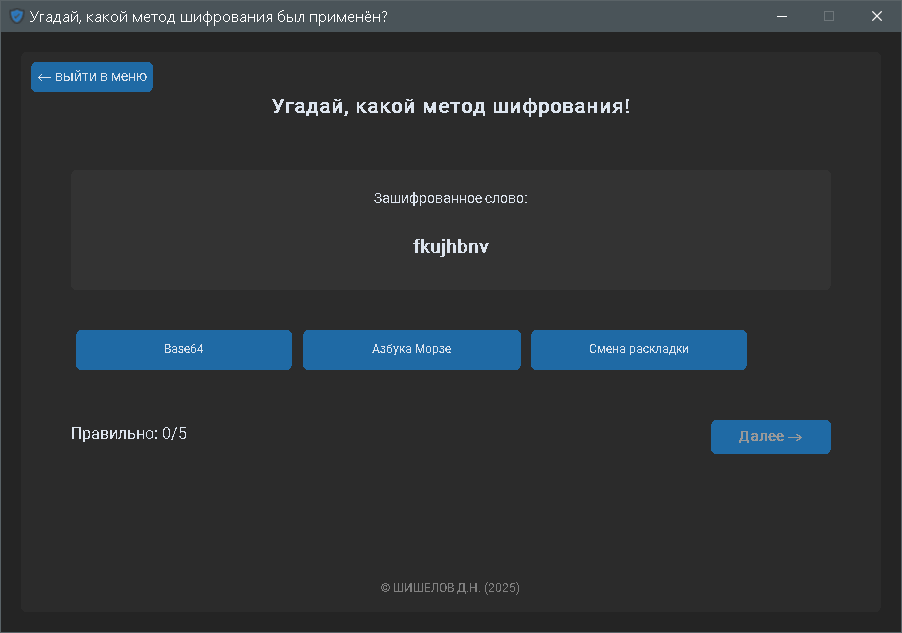 Угадай, какой метод шифрования был применён?
← выйти в меню
Угадай, какой метод шифрования!
Зашифрованное слово:
fkujhbnv
Base64
Азбука Морзе
Смена раскладки
Правильно: 0/5
Далее →
© ШИШЕЛОВ Д.Н. (2025)